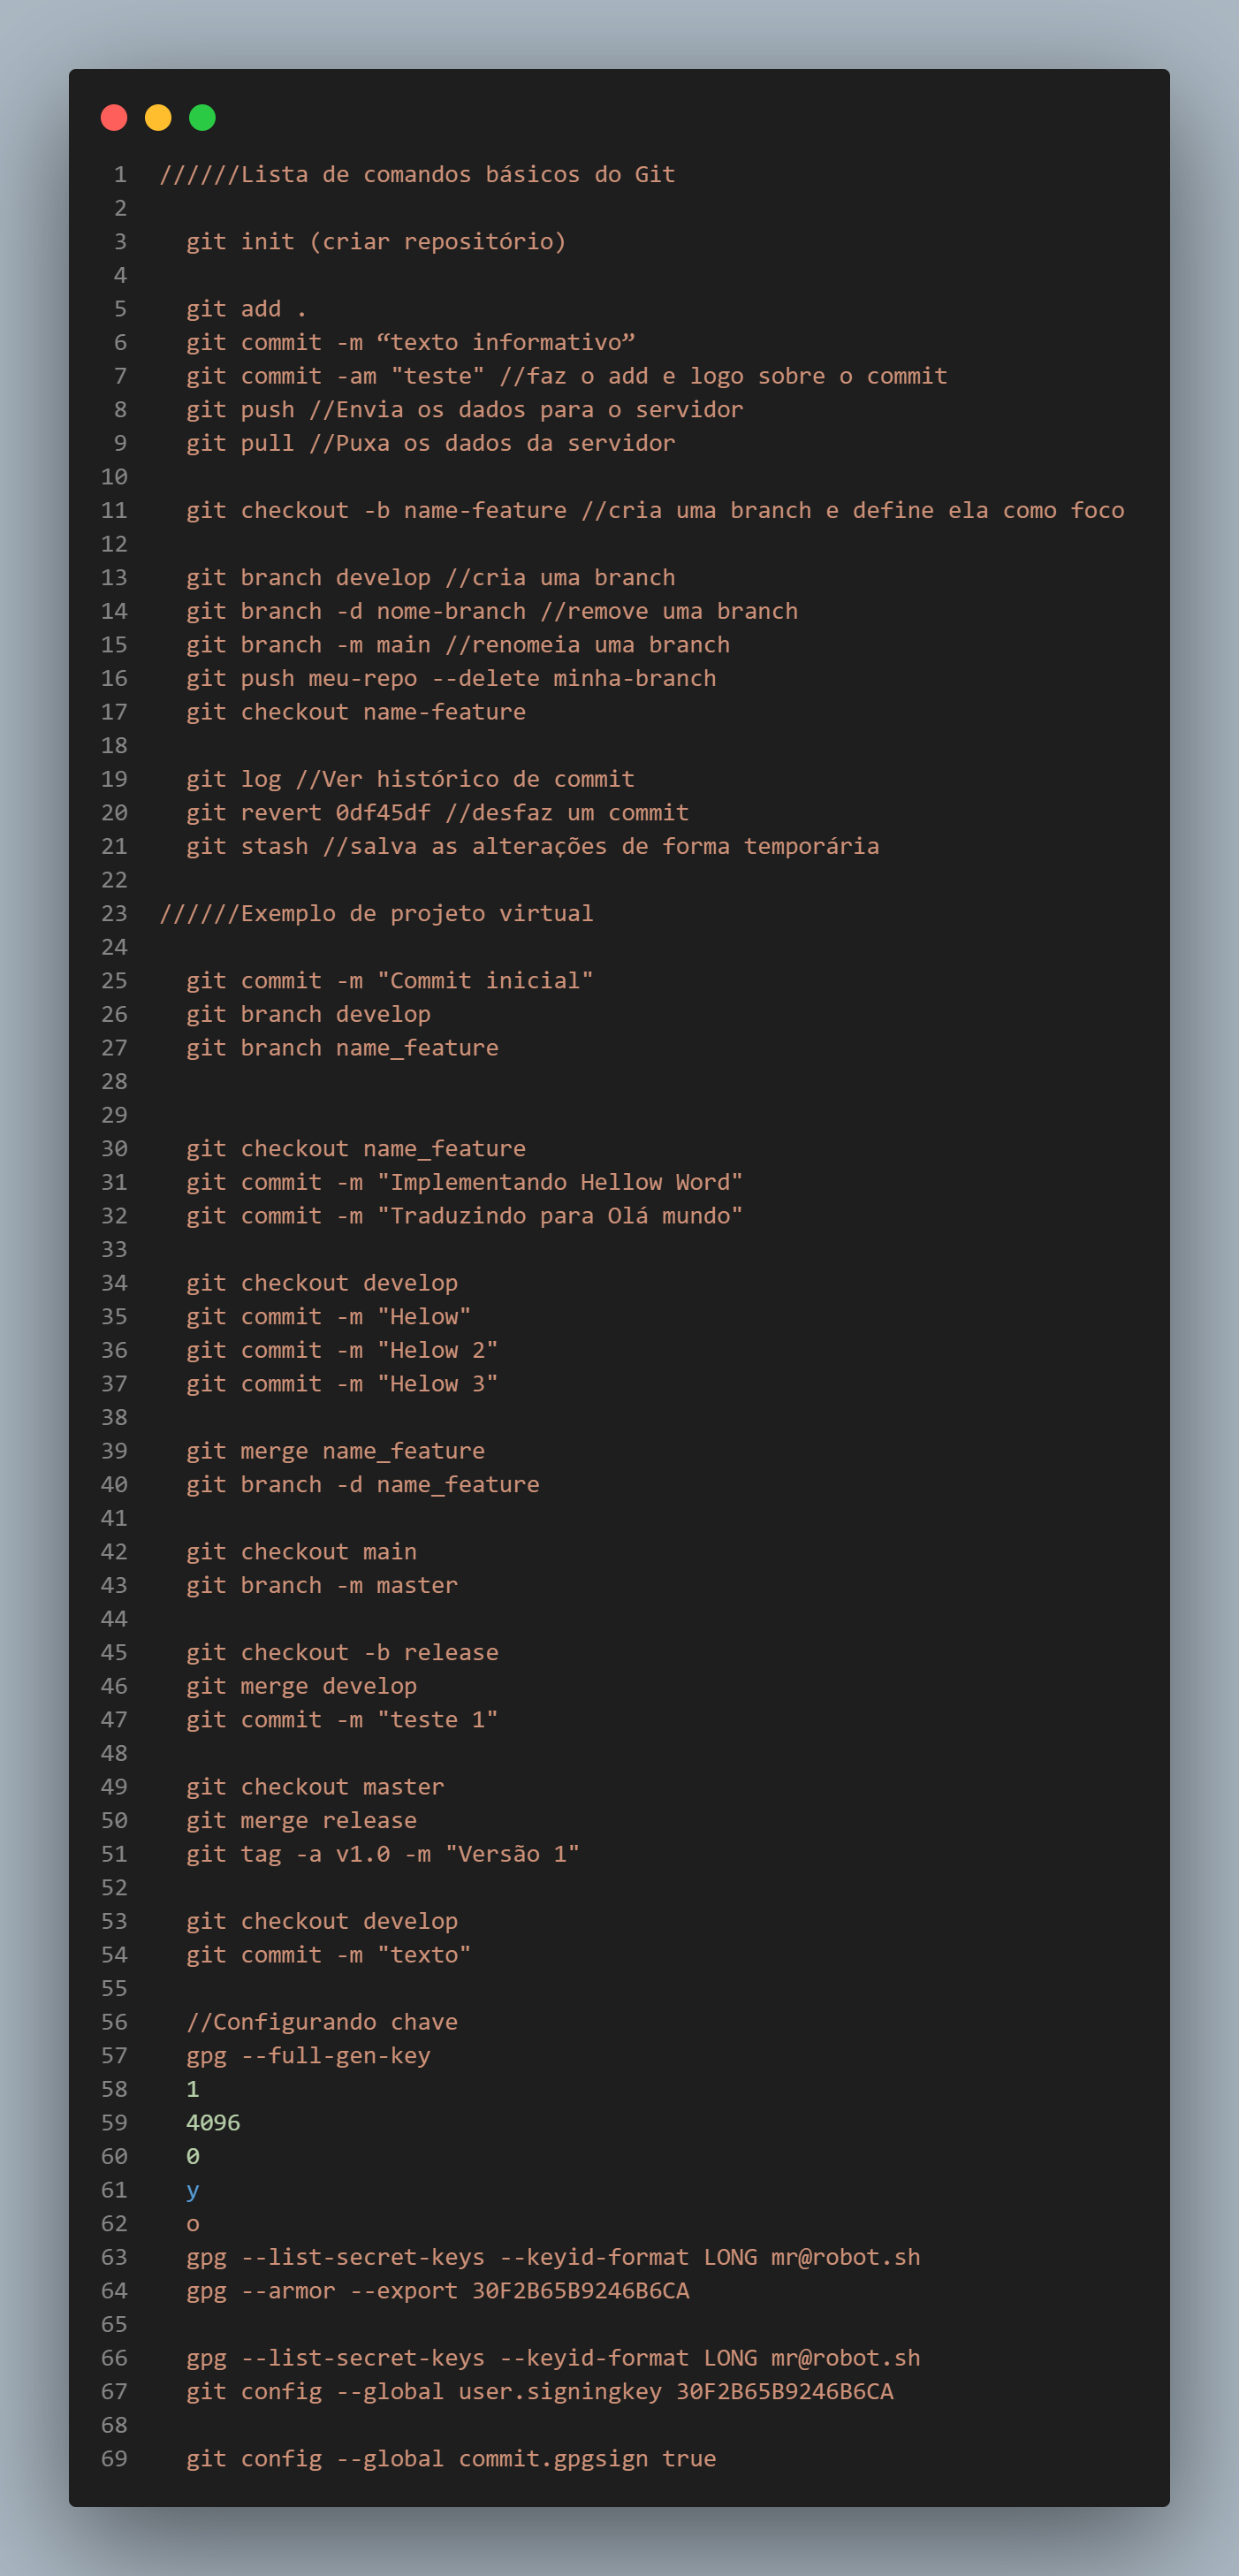 1 //////Lista de comandos básicos do Git
2
3 git init (criar repositório)
4
5 git add .
6 git commit -m “texto informativo”
7 git commit -am "teste" //faz o add e logo sobre o commit
8 git push //Envia os dados para o servidor
9 git pull //Puxa os dados da servidor
10
11 git checkout -b name-feature //cria uma branch e define ela como foco
12
13 git branch develop //cria uma branch
14 git branch -d nome-branch //remove uma branch
15 git branch -m main //renomeia uma branch
16 git push meu-repo --delete minha-branch
17 git checkout name-feature
18
19 git log //Ver histórico de commit
20 git revert 0df45df //desfaz um commit
21 git stash //salva as alterações de forma temporária
22
23 //////Exemplo de projeto virtual
24
25 git commit -m "Commit inicial"
26 git branch develop
27 git branch name_feature
28
29
30 git checkout name_feature
31 git commit -m "Implementando Hellow Word"
32 git commit -m "Traduzindo para Olá mundo"
33
34 git checkout develop
35 git commit -m "Helow"
36 git commit -m "Helow 2"
37 git commit -m "Helow 3"
38
39 git merge name_feature
40 git branch -d name_feature
41
42 git checkout main
43 git branch -m master
44
45 git checkout -b release
46 git merge develop
47 git commit -m "teste 1"
48
49 git checkout master
50 git merge release
51 git tag -a v1.0 -m "Versão 1"
52
53 git checkout develop
54 git commit -m "texto"
55
56 //Configurando chave
57 gpg --full-gen-key
58 1
59 4096
60 0
61 y
62 o
63 gpg --list-secret-keys --keyid-format LONG mr@robot.sh
64 gpg --armor --export 30F2B65B9246B6CA
65
66 gpg --list-secret-keys --keyid-format LONG mr@robot.sh
67 git config --global user.signingkey 30F2B65B9246B6CA
68
69 git config --global commit.gpgsign true